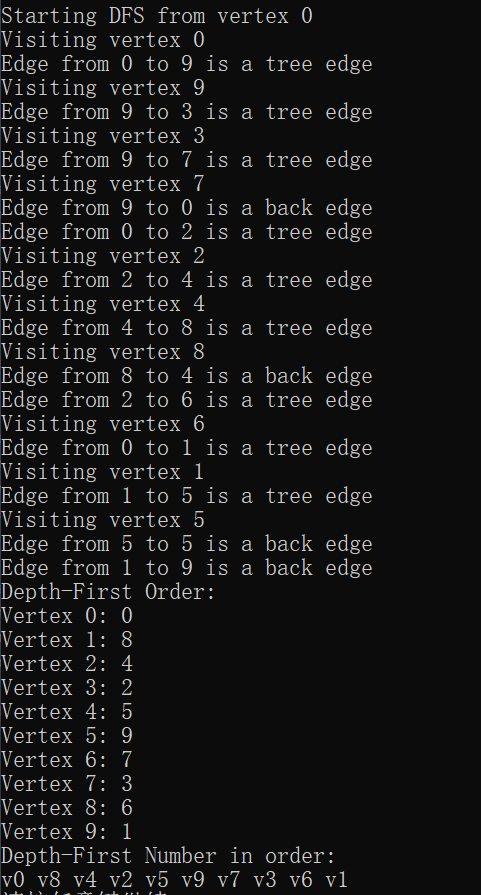 Starting DFS from vertex 0
Visiting vertex 0
Edge from 0 to 9 is a tree edge
Visiting vertex 9
Edge from 9 to 3 is a tree edge
Visiting vertex 3
Edge from 9 to 7 is a tree edge
Visiting vertex 7
Edge from 9 to 0 is a back edge
Edge from 0 to 2 is a tree edge
Visiting vertex 2
Edge from 2 to 4 is a tree edge
Visiting vertex 4
Edge from 4 to 8 is a tree edge
Visiting vertex 8
Edge from 8 to 4 is a back edge
Edge from 2 to 6 is a tree edge
Visiting vertex 6
Edge from 0 to 1 is a tree edge
Visiting vertex 1
Edge from 1 to 5 is a tree edge
Visiting vertex 5
Edge from 5 to 5 is a back edge
Edge from 1 to 9 is a back edge
Depth-First Order:
Vertex 0: 0
Vertex 1: 8
Vertex 2: 4
Vertex 3: 2
Vertex 4: 5
Vertex 5: 9
Vertex 6: 7
Vertex 7: 3
Vertex 8: 6
Vertex 9: 1
Depth-First Number in order:
v0 v8 v4 v2 v5 v9 v7 v3 v6 v1